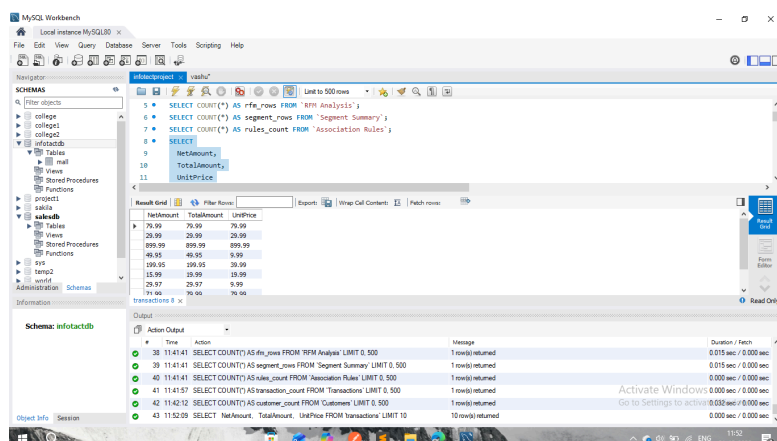 MySQL Workbench
Local instance MySQL80 ×
File Edit View Query Database Server Tools Scripting Help
Navigator
infotectproject × vashu*
SCHEMAS
Limit to 500 rows
Filter objects
college
college1
college2
infotactdb
Tables
mall
Views
Stored Procedures
Functions
project1
sakila
salesdb
Tables
Views
Stored Procedures
Functions
sys
temp2
world
Administration Schemas
Information
Schema: infotactdb
Object Info Session
5 SELECT COUNT(*) AS rfm_rows FROM `RFM Analysis`;
6 SELECT COUNT(*) AS segment_rows FROM `Segment Summary`;
7 SELECT COUNT(*) AS rules_count FROM `Association Rules`;
8 SELECT
9 NetAmount,
10 TotalAmount,
11 UnitPrice
Result Grid Filter Rows: Export: Wrap Cell Content: Fetch rows:
NetAmount TotalAmount UnitPrice
79.99 79.99 79.99
29.99 29.99 29.99
899.99 899.99 899.99
49.95 49.95 9.99
199.95 199.95 39.99
15.99 19.99 19.99
29.97 29.97 9.99
71.99 79.99 79.99
Result Grid
Form Editor
transactions 8 ×
Read Only
Output
Action Output
# Time Action Message Duration / Fetch
38 11:41:41 SELECT COUNT(*) AS rfm_rows FROM `RFM Analysis` LIMIT 0, 500 1 row(s) returned 0.015 sec / 0.000 sec
39 11:41:41 SELECT COUNT(*) AS segment_rows FROM `Segment Summary` LIMIT 0, 500 1 row(s) returned 0.015 sec / 0.000 sec
40 11:41:41 SELECT COUNT(*) AS rules_count FROM `Association Rules` LIMIT 0, 500 1 row(s) returned 0.000 sec / 0.000 sec
41 11:41:57 SELECT COUNT(*) AS transaction_count FROM `Transactions` LIMIT 0, 500 1 row(s) returned 0.000 sec / 0.000 sec
42 11:42:12 SELECT COUNT(*) AS customer_count FROM `Customers` LIMIT 0, 500 1 row(s) returned 0.032 sec / 0.000 sec
43 11:52:09 SELECT NetAmount, TotalAmount, UnitPrice FROM `transactions` LIMIT 10 10 row(s) returned 0.000 sec / 0.000 sec
Activate Windows
Go to Settings to activate
ENG
11:52